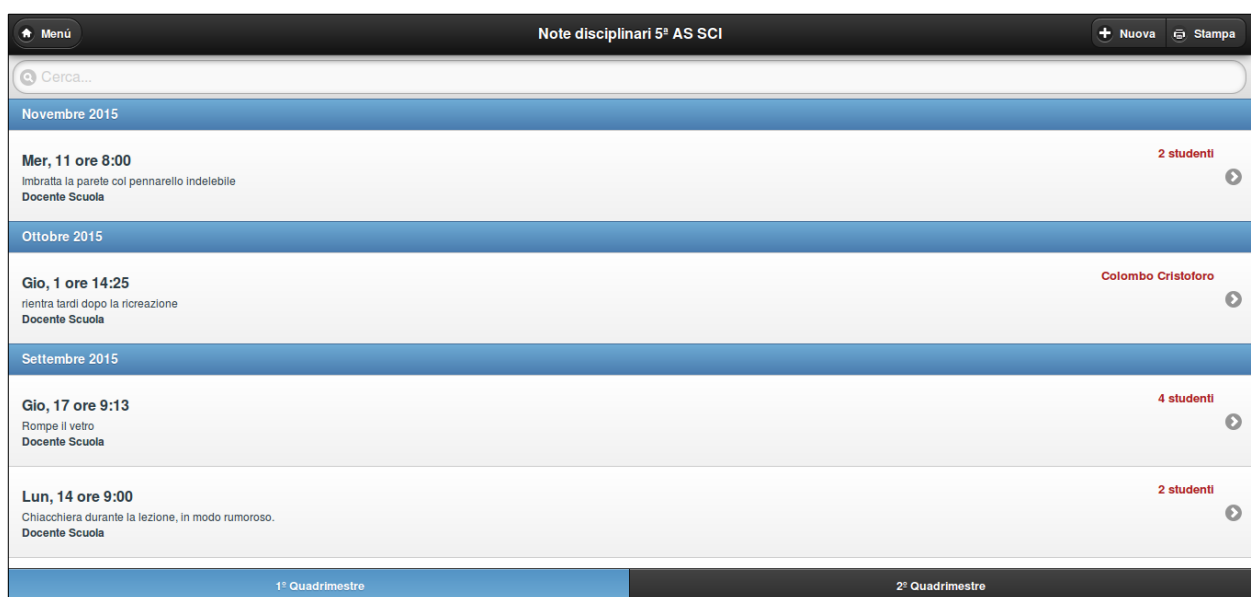 Menú
Note disciplinari 5ª AS SCI
Nuova
Stampa
Cerca...
Novembre 2015
Mer, 11 ore 8:00
2 studenti
Imbratta la parete col pennarello indelebile
Docente Scuola
Ottobre 2015
Gio, 1 ore 14:25
Colombo Cristoforo
rientra tardi dopo la ricreazione
Docente Scuola
Settembre 2015
Gio, 17 ore 9:13
4 studenti
Rompe il vetro
Docente Scuola
Lun, 14 ore 9:00
2 studenti
Chiacchiera durante la lezione, in modo rumoroso.
Docente Scuola
1º Quadrimestre
2º Quadrimestre